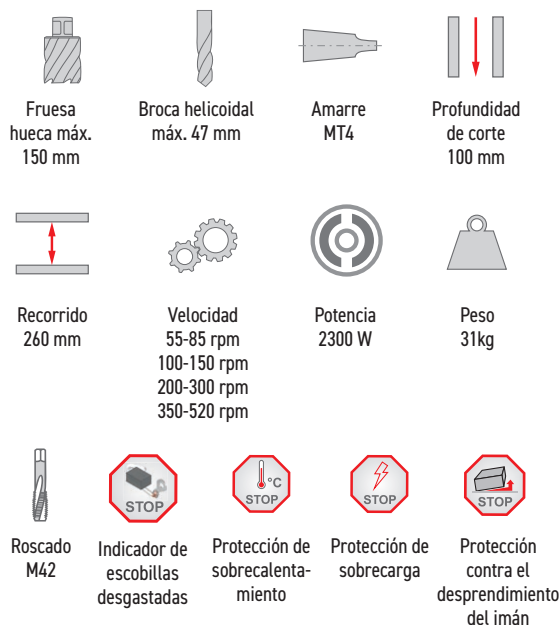 Fruesa
hueca máx.
150 mm
Broca helicoidal
máx. 47 mm
Amarre
MT4
Profundidad
de corte
100 mm
Recorrido
260 mm
Velocidad
55-85 rpm
100-150 rpm
200-300 rpm
350-520 rpm
Potencia
2300 W
Peso
31kg
Roscado
M42
STOP
Indicador de
escobillas
desgastadas
°C
STOP
Protección de
sobrecalenta-
miento
STOP
Protección de
sobrecarga
STOP
Protección
contra el
desprendimiento
del imán